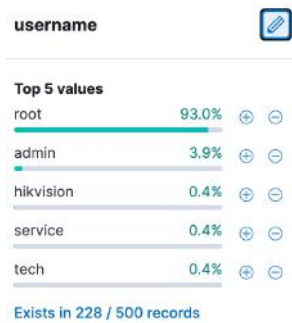 username
Top 5 values
root 93.0%
admin 3.9%
hikvision 0.4%
service 0.4%
tech 0.4%
Exists in 228 / 500 records